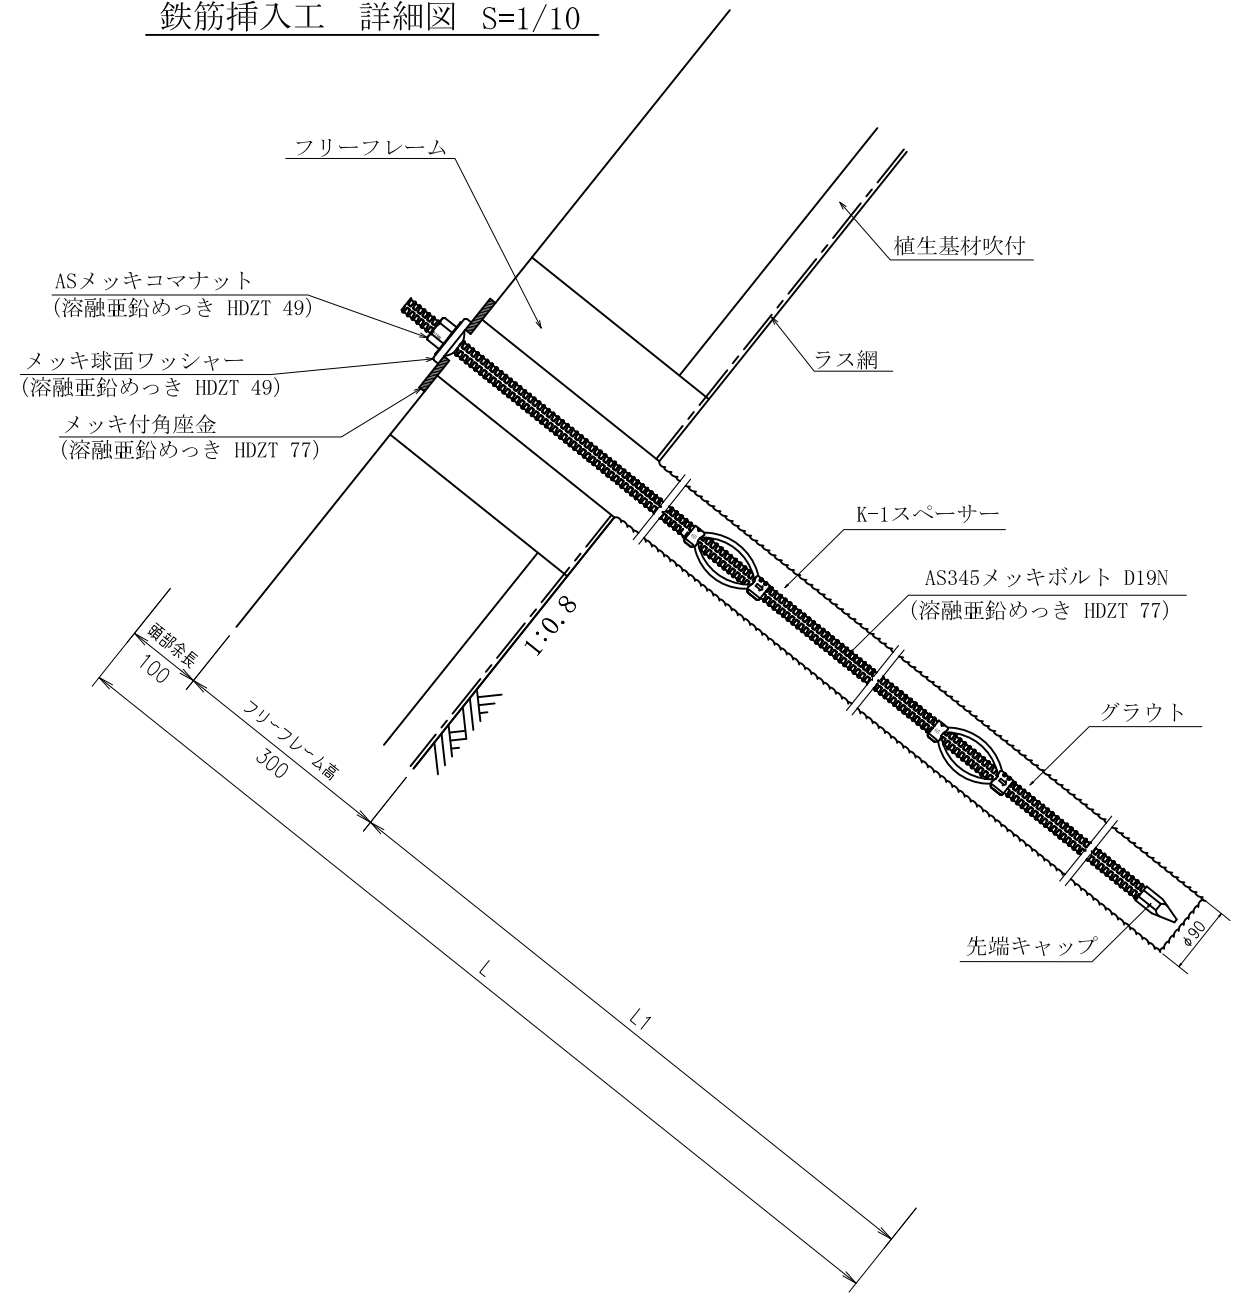 鉄筋挿入工　詳細図　S=1/10
フリーフレーム
植生基材吹付
ASメッキコマナット
(溶融亜鉛めっき HDZT 49)
メッキ球面ワッシャー
(溶融亜鉛めっき HDZT 49)
ラス網
メッキ付角座金
(溶融亜鉛めっき HDZT 77)
K-1スペーサー
AS345メッキボルト D19N
(溶融亜鉛めっき HDZT 77)
1:0.8
頭部余長
100
フリーフレーム高
300
グラウト
先端キャップ
φ90
L
L1